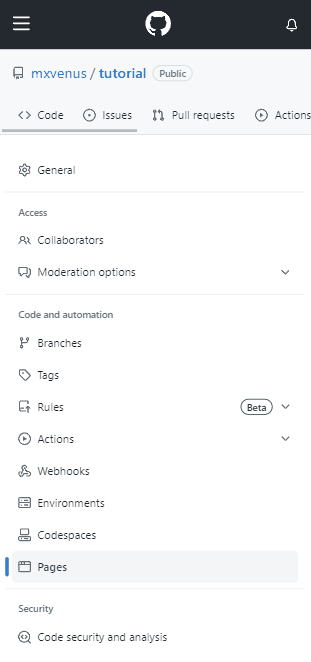 mxvenus / tutorial Public
Code Issues Pull requests Actions
General
Access
Collaborators
Moderation options
Code and automation
Branches
Tags
Rules Beta
Actions
Webhooks
Environments
Codespaces
Pages
Security
Code security and analysis